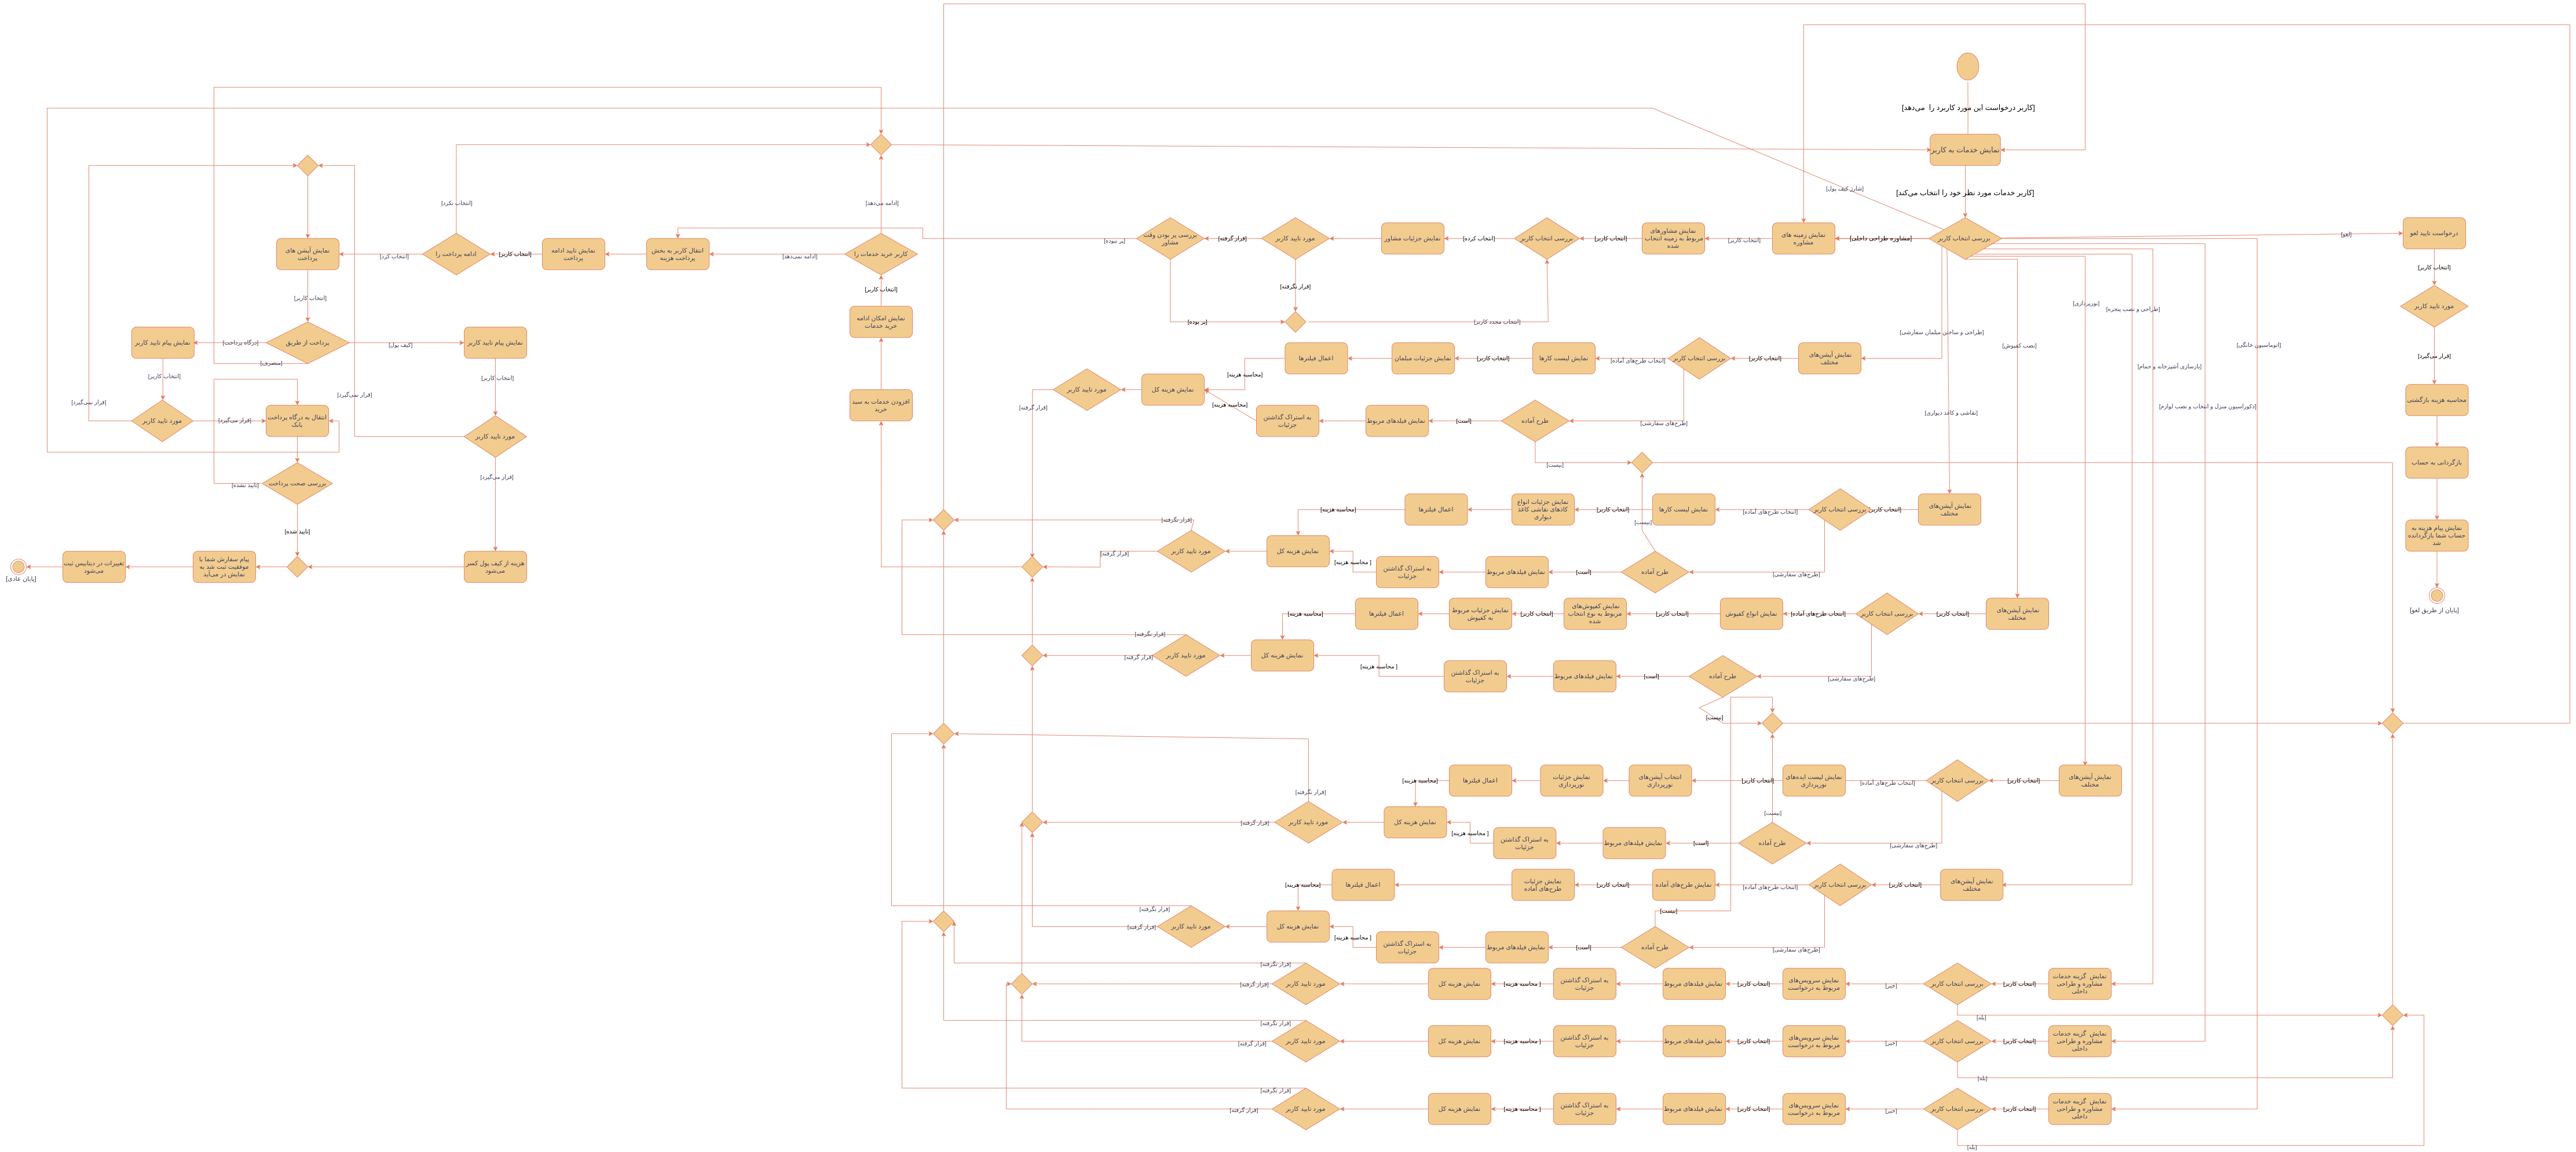 [کاربر درخواست این مورد کاربرد را می‌دهد]
نمایش خدمات به کاربر
[کاربر خدمات مورد نظر خود را انتخاب می‌کند]
[شارژ کیف پول]
بررسی انتخاب کاربر
[لغو]
درخواست تایید لغو
[انتخاب کاربر]
مورد تایید کاربر
[قرار می‌گیرد]
محاسبه هزینه بازگشتی
بازگردانی به حساب
نمایش پیام هزینه به
حساب شما بازگردانده
شد
[پایان از طریق لغو]
[مشاوره طراحی داخلی]
نمایش زمینه های
مشاوره
[انتخاب کاربر]
نمایش مشاورهای
مربوط به زمینه انتخاب
شده
[انتخاب کاربر]
بررسی انتخاب کاربر
[انتخاب کرده]
نمایش جزئیات مشاور
مورد تایید کاربر
[قرار گرفته]
بررسی پر بودن وقت
مشاور
[پر نبوده]
[قرار نگرفته]
[پر بوده]
[انتخاب مجدد کاربر]
[نورپردازی]
[طراحی و نصب پنجره]
[طراحی و ساختن مبلمان سفارشی]
[نصب کفپوش]
[اتوماسیون خانگی]
[بازسازی آشپزخانه و حمام]
[دکوراسیون منزل و انتخاب و نصب لوازم]
[نقاشی و کاغذ دیواری]
نمایش آپشن‌های
مختلف
[انتخاب کاربر]
بررسی انتخاب کاربر
[انتخاب طرح‌های آماده]
نمایش لیست کارها
[انتخاب کاربر]
نمایش جزئیات مبلمان
اعمال فیلترها
[محاسبه هزینه]
نمایش هزینه کل
مورد تایید کاربر
[قرار گرفته]
[محاسبه هزینه]
به استراک گذاشتن
جزئیات
نمایش فیلدهای مربوط
[است]
طرح آماده
[طرح‌های سفارشی]
[نیست]
نمایش آپشن‌های
مختلف
[انتخاب کاربر]
بررسی انتخاب کاربر
[انتخاب طرح‌های آماده]
نمایش لیست کارها
[انتخاب کاربر]
نمایش جزئیات انواع
کادهای نقاشی کاغذ
دیواری
اعمال فیلترها
[محاسبه هزینه]
[نیست]
[قرار نگرفته]
نمایش هزینه کل
مورد تایید کاربر
[قرار گرفته]
[ محاسبه هزینه]
به استراک گذاشتن
جزئیات
نمایش فیلدهای مربوط
[است]
طرح آماده
[طرح‌های سفارشی]
نمایش آپشن‌های
مختلف
[انتخاب کاربر]
بررسی انتخاب کاربر
[انتخاب طرح‌های آماده]
نمایش انواع کفپوش
[انتخاب کاربر]
نمایش کفپوش‌های
مربوط به نوع انتخاب
شده
[انتخاب کاربر]
نمایش جزئیات مربوط
به کفپوش
اعمال فیلترها
[محاسبه هزینه]
[قرار نگرفته]
نمایش هزینه کل
مورد تایید کاربر
[قرار گرفته]
[ محاسبه هزینه]
به استراک گذاشتن
جزئیات
نمایش فیلدهای مربوط
[است]
طرح آماده
[طرح‌های سفارشی]
[نیست]
نمایش آپشن‌های
مختلف
[انتخاب کاربر]
بررسی انتخاب کاربر
[انتخاب طرح‌های آماده]
نمایش لیست ایده‌های
نورپردازی
[انتخاب کاربر]
انتخاب آپشن‌های
نورپردازی
نمایش جزئیات
نورپردازی
اعمال فیلترها
[محاسبه هزینه]
[قرار نگرفته]
[نیست]
نمایش هزینه کل
مورد تایید کاربر
[قرار گرفته]
[ محاسبه هزینه]
به استراک گذاشتن
جزئیات
نمایش فیلدهای مربوط
[است]
طرح آماده
[طرح‌های سفارشی]
نمایش آپشن‌های
مختلف
[انتخاب کاربر]
بررسی انتخاب کاربر
[انتخاب طرح‌های آماده]
نمایش طرح‌های آماده
[انتخاب کاربر]
نمایش جزئیات
طرح‌های آماده
اعمال فیلترها
[محاسبه هزینه]
[نیست]
[قرار نگرفته]
نمایش هزینه کل
مورد تایید کاربر
[قرار گرفته]
[ محاسبه هزینه]
به استراک گذاشتن
جزئیات
نمایش فیلدهای مربوط
[است]
طرح آماده
[طرح‌های سفارشی]
نمایش گزینه خدمات
مشاوره و طراحی
داخلی
[انتخاب کاربر]
بررسی انتخاب کاربر
[خیر]
نمایش سرویس‌های
مربوط به درخواست
[انتخاب کاربر]
نمایش فیلدهای مربوط
به استراک گذاشتن
جزئیات
[ محاسبه هزینه]
نمایش هزینه کل
مورد تایید کاربر
[قرار نگرفته]
[قرار گرفته]
[بله]
نمایش گزینه خدمات
مشاوره و طراحی
داخلی
[انتخاب کاربر]
بررسی انتخاب کاربر
[خیر]
نمایش سرویس‌های
مربوط به درخواست
[انتخاب کاربر]
نمایش فیلدهای مربوط
به استراک گذاشتن
جزئیات
[ محاسبه هزینه]
نمایش هزینه کل
مورد تایید کاربر
[قرار نگرفته]
[قرار گرفته]
[بله]
نمایش گزینه خدمات
مشاوره و طراحی
داخلی
[انتخاب کاربر]
بررسی انتخاب کاربر
[خیر]
نمایش سرویس‌های
مربوط به درخواست
[انتخاب کاربر]
نمایش فیلدهای مربوط
به استراک گذاشتن
جزئیات
[ محاسبه هزینه]
نمایش هزینه کل
مورد تایید کاربر
[قرار نگرفته]
[قرار گرفته]
[بله]
افزودن خدمات به سبد
خرید
نمایش امکان ادامه
خرید خدمات
[انتخاب کاربر]
کاربر خرید خدمات را
[ادامه می‌دهد]
[ادامه نمی‌دهد]
انتقال کاربر به بخش
پرداخت هزینه
نمایش تایید ادامه
پرداخت
[انتخاب کاربر]
ادامه پرداخت را
[انتخاب نکرد]
[انتخاب کرد]
نمایش آپشن های
پرداخت
[انتخاب کاربر]
پرداخت از طریق
[کیف پول]
[درگاه پرداخت]
[منصرف]
نمایش پیام تایید کاربر
[انتخاب کاربر]
مورد تایید کاربر
[قرار نمی‌گیرد]
[قرار می‌گیرد]
هزینه از کیف پول کسر
می‌شود
نمایش پیام تایید کاربر
[انتخاب کاربر]
مورد تایید کاربر
[قرار نمی‌گیرد]
[قرار می‌گیرد]
انتقال به درگاه پرداخت
بانک
بررسی صحت پرداخت
[تایید نشده]
[تایید شده]
پیام سفارش شما با
موفقیت ثبت شد به
نمایش در می‌آید
تغییرات در دیتابیس ثبت
می‌شود
[پایان عادی]